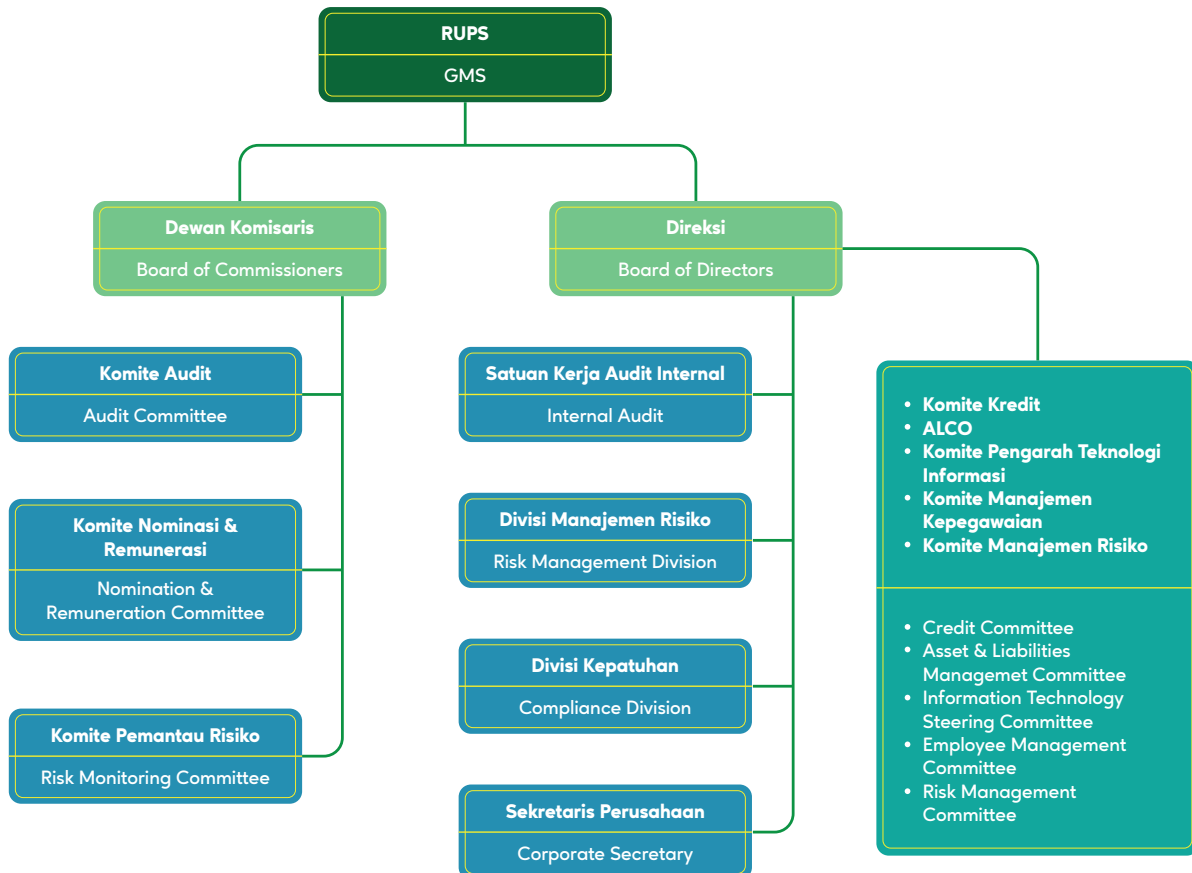 RUPS
GMS
Dewan Komisaris
Board of Commissioners
Direksi
Board of Directors
Komite Audit
Audit Committee
Komite Nominasi &
Remunerasi
Nomination &
Remuneration Committee
Komite Pemantau Risiko
Risk Monitoring Committee
Satuan Kerja Audit Internal
Internal Audit
Divisi Manajemen Risiko
Risk Management Division
Divisi Kepatuhan
Compliance Division
Sekretaris Perusahaan
Corporate Secretary
• Komite Kredit
• ALCO
• Komite Pengarah Teknologi
Informasi
• Komite Manajemen
Kepegawaian
• Komite Manajemen Risiko
• Credit Committee
• Asset & Liabilities
Managemet Committee
• Information Technology
Steering Committee
• Employee Management
Committee
• Risk Management
Committee